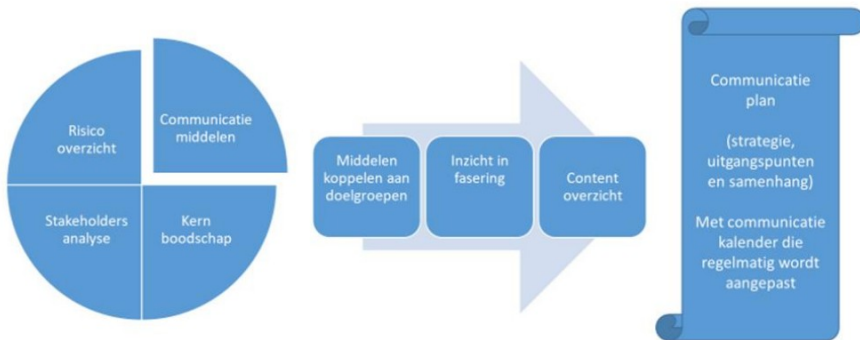 Risico
overzicht
Communicatie
middelen
Stakeholders
analyse
Kern
boodschap
Middelen
koppelen aan
doelgroepen
Inzicht in
fasering
Content
overzicht
Communicatie
plan
(strategie,
uitgangspunten
en samenhang)
Met communicatie
kalender die
regelmatig wordt
aangepast